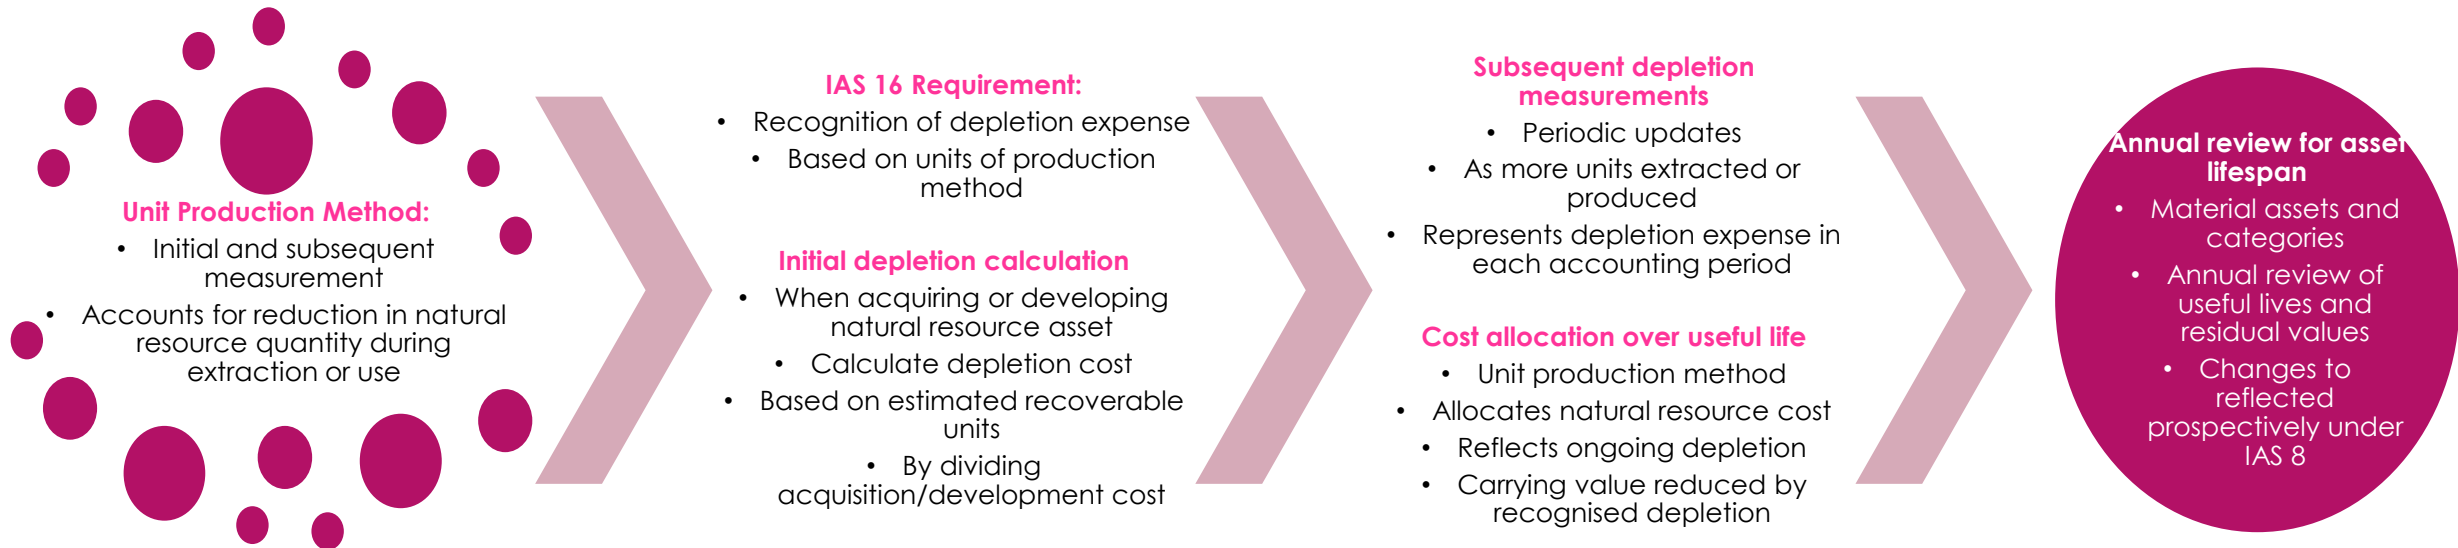 Unit Production Method:
• Initial and subsequent
measurement
• Accounts for reduction in natural
resource quantity during
extraction or use
IAS 16 Requirement:
• Recognition of depletion expense
• Based on units of production
method
Initial depletion calculation
• When acquiring or developing
natural resource asset
• Calculate depletion cost
• Based on estimated recoverable
units
• By dividing
acquisition/development cost
Subsequent depletion
measurements
• Periodic updates
• As more units extracted or
produced
• Represents depletion expense in
each accounting period
Cost allocation over useful life
• Unit production method
• Allocates natural resource cost
• Reflects ongoing depletion
• Carrying value reduced by
recognised depletion
Annual review for asset
lifespan
• Material assets and
categories
• Annual review of
useful lives and
residual values
• Changes to
reflected
prospectively under
IAS 8